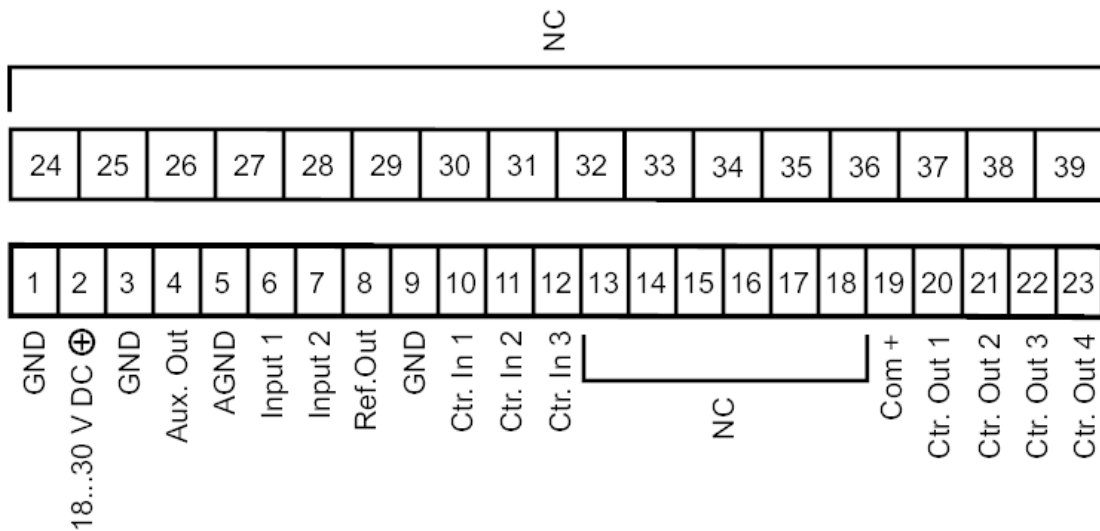 NC
24 25 26 27 28 29 30 31 32 33 34 35 36 37 38 39
1 2 3 4 5 6 7 8 9 10 11 12 13 14 15 16 17 18 19 20 21 22 23
GND
18...30 V DC ⊕
GND
Aux. Out
AGND
Input 1
Input 2
Ref.Out
GND
Ctr. In 1
Ctr. In 2
Ctr. In 3
NC
Com +
Ctr. Out 1
Ctr. Out 2
Ctr. Out 3
Ctr. Out 4